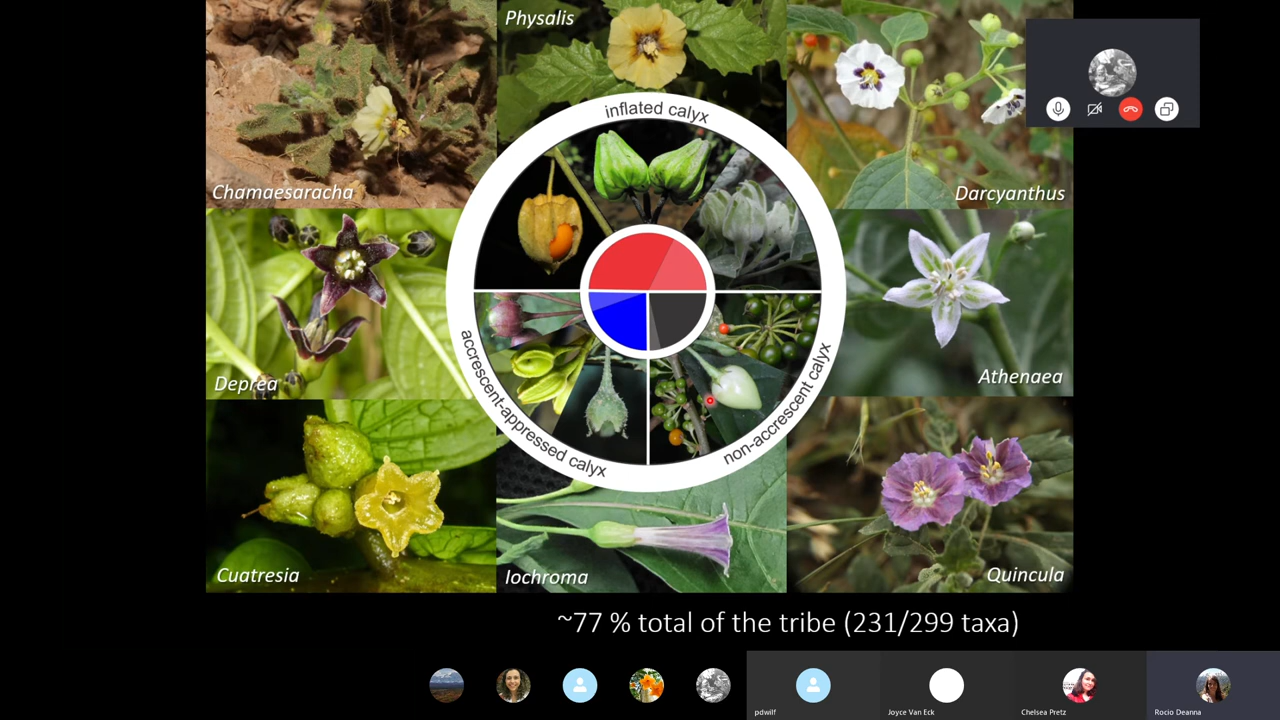 Physalis
inflated calyx
Chamaesaracha
Darcyanthus
Deprea
Athenaea
accrescent-appressed calyx
non-accrescent calyx
Cuatresia
Iochroma
Quincula
~77 % total of the tribe (231/299 taxa)
pdwilf
Joyce Van Eck
Chelsea Pretz
Rocio Deanna